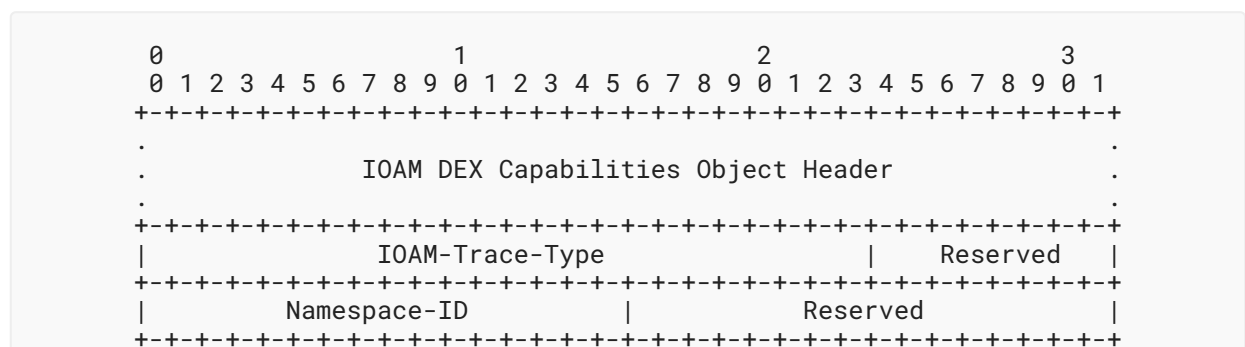 0                   1                   2                   3
 0 1 2 3 4 5 6 7 8 9 0 1 2 3 4 5 6 7 8 9 0 1 2 3 4 5 6 7 8 9 0 1
+-+-+-+-+-+-+-+-+-+-+-+-+-+-+-+-+-+-+-+-+-+-+-+-+-+-+-+-+-+-+-+-+
.                                                               .
.              IOAM DEX Capabilities Object Header              .
.                                                               .
+-+-+-+-+-+-+-+-+-+-+-+-+-+-+-+-+-+-+-+-+-+-+-+-+-+-+-+-+-+-+-+-+
|               IOAM-Trace-Type                 |    Reserved   |
+-+-+-+-+-+-+-+-+-+-+-+-+-+-+-+-+-+-+-+-+-+-+-+-+-+-+-+-+-+-+-+-+
|         Namespace-ID          |           Reserved            |
+-+-+-+-+-+-+-+-+-+-+-+-+-+-+-+-+-+-+-+-+-+-+-+-+-+-+-+-+-+-+-+-+